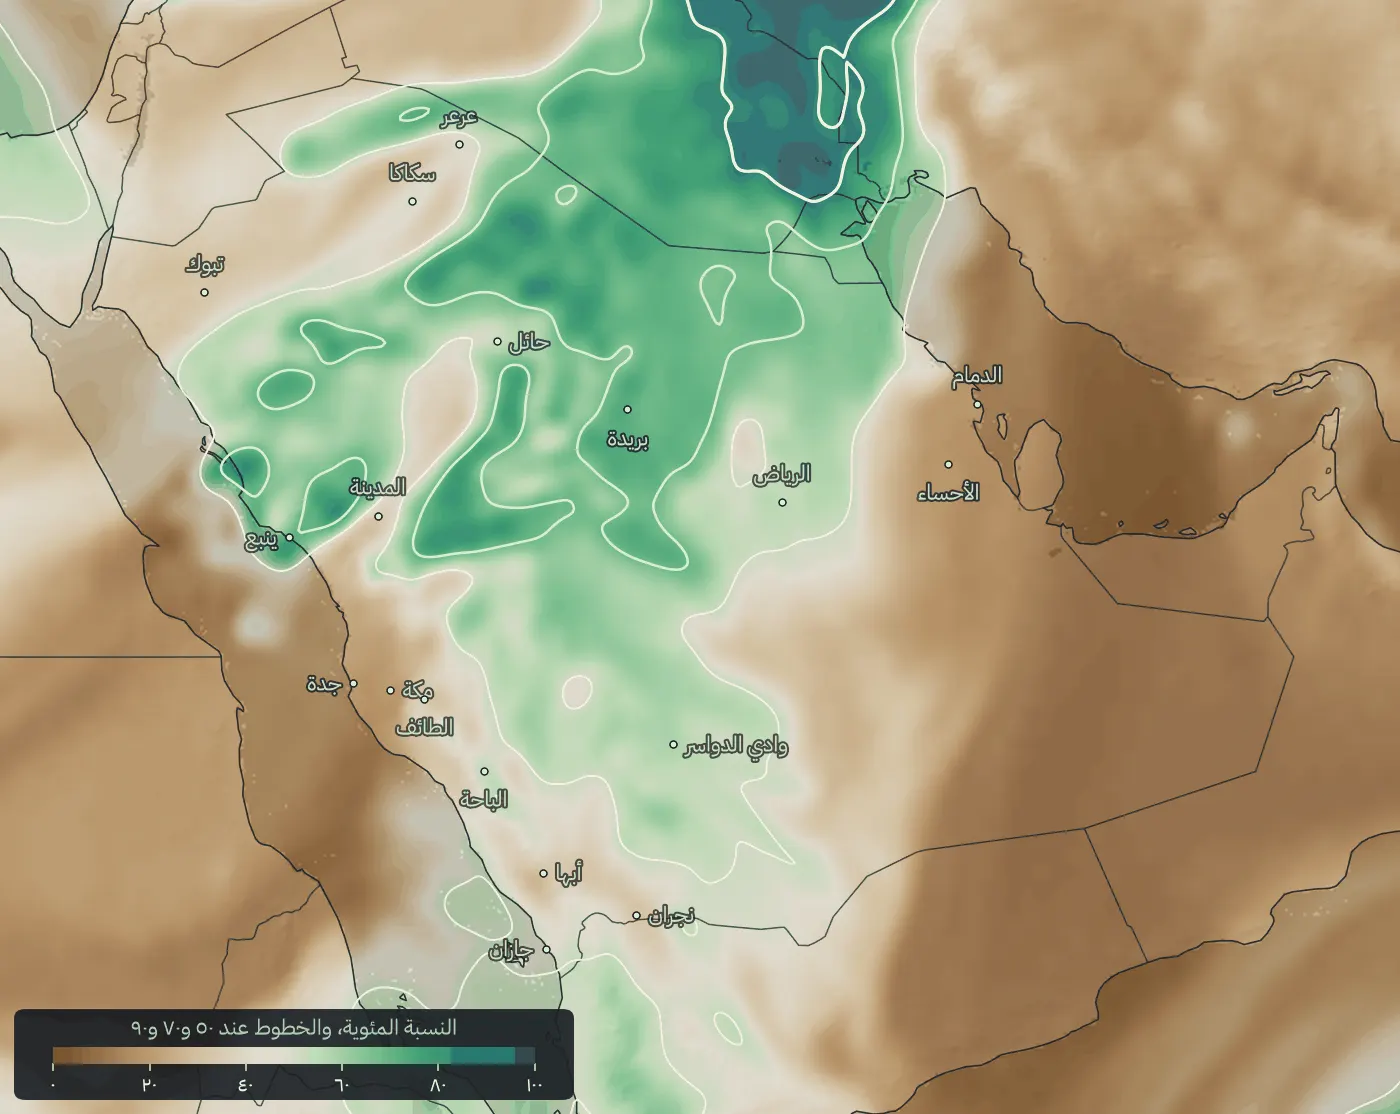 عرعر
سكاكا
تبوك
حائل
الدمام
بريدة
الرياض
الأحساء
المدينة
ينبع
جدة
مكة
الطائف
وادي الدواسر
الباحة
أبها
نجران
جازان
النسبة المئوية، والخطوط عند ٥٠ و٧٠ و٩٠
٠ ٢٠ ٤٠ ٦٠ ٨٠ ١٠٠